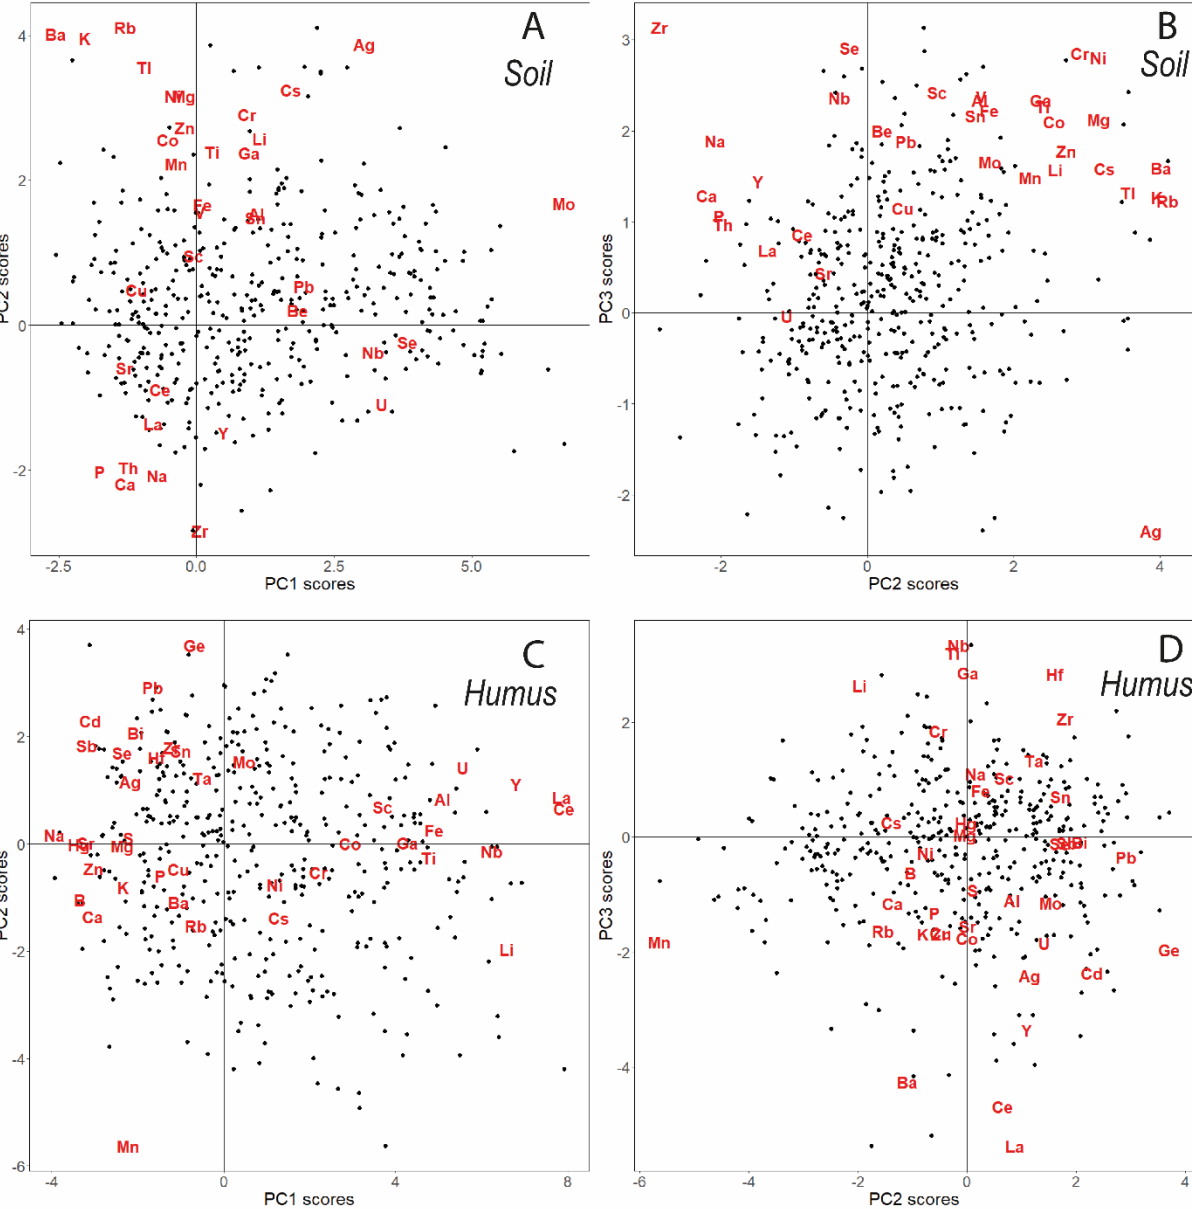 A
Soil
Ba K Rb
Ag
Tl
Cs
Mg
Cr
Zn
Co Li
Ti Ga
Mn
Mo
Fe
V Sn
Sc
Cu Pb
Be
Se
Nb
Sr
Ce
U
La Y
P Th Na
Ca
Zr
4
2
0
-2
PC2 scores
-2.5 0.0 2.5 5.0
PC1 scores
B
Soil
Zr
Se Cr Ni
Nb Sc V Ga
Al Fe Tl
Sn Co Mg
Be
Na Pb Zn
Mo Li Cs Ba
Mn
Y Tl K Rb
Ca Cu
P
Th Ce
La
Sr
U
Ag
3
2
1
0
-1
-2
PC3 scores
-2 0 2 4
PC2 scores
C
Humus
Ge
Pb
Cd
Bi
Sb Se Hf Zr Sn
Mo
Ag Ta U
Y
La
Al Ce
Sc
Fe
Na
Hg Sr Mg S Co Ga
Nb
Ti
Zn Cu Cr
K P Ni
B Ba
Ca Rb Cs
Li
Mn
4
2
0
-2
-4
-6
PC2 scores
-4 0 4 8
PC1 scores
D
Humus
Nb
Ti
Ga Hf
Li
Zr
Cr
Ta
Na Sc
Fe Sn
Cs Hg
Mg
Bi
Ni Pb
B
S
Ca Al Mo
P
Rb K Zn Sr
Co U
Mn Ge
Ag Cd
Y
Ba
Ce
La
2
0
-2
-4
PC3 scores
-6 -4 -2 0 2 4
PC2 scores